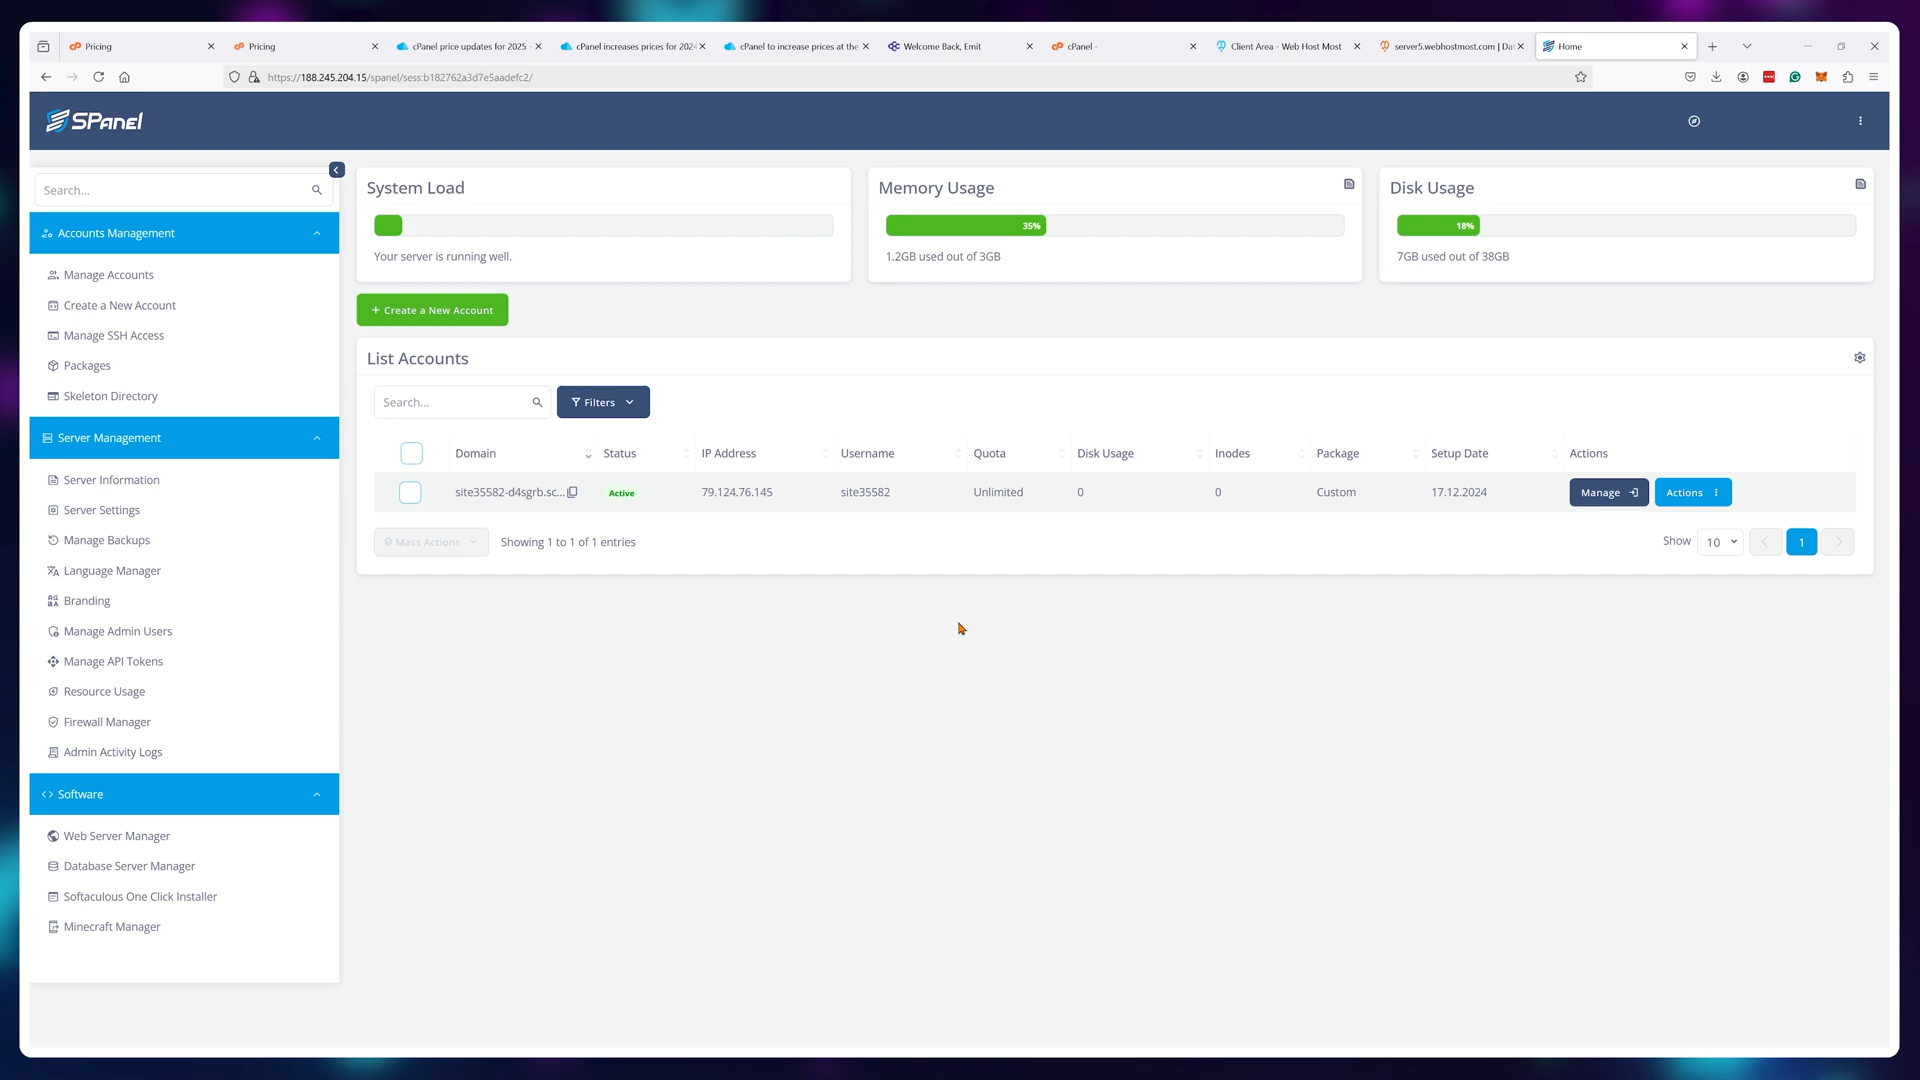 Pricing
Pricing
cPanel price updates for 2025 -
cPanel increases prices for 2024
cPanel to increase prices at the
Welcome Back, Emit
cPanel -
Client Area - Web Host Most
server5.webhostmost.com | Da
Home
https://188.245.204.15/spanel/sess:b182762a3d7e5aadefc2/
SPanel
Search...
Accounts Management
Manage Accounts
Create a New Account
Manage SSH Access
Packages
Skeleton Directory
Server Management
Server Information
Server Settings
Manage Backups
Language Manager
Branding
Manage Admin Users
Manage API Tokens
Resource Usage
Firewall Manager
Admin Activity Logs
Software
Web Server Manager
Database Server Manager
Softaculous One Click Installer
Minecraft Manager
System Load
Your server is running well.
Memory Usage
35%
1.2GB used out of 3GB
Disk Usage
18%
7GB used out of 38GB
+ Create a New Account
List Accounts
Search...
Filters
Domain Status IP Address Username Quota Disk Usage Inodes Package Setup Date Actions
site35582-d4sgrb.sc... Active 79.124.76.145 site35582 Unlimited 0 0 Custom 17.12.2024 Manage Actions
Mass Actions Showing 1 to 1 of 1 entries Show 10 1